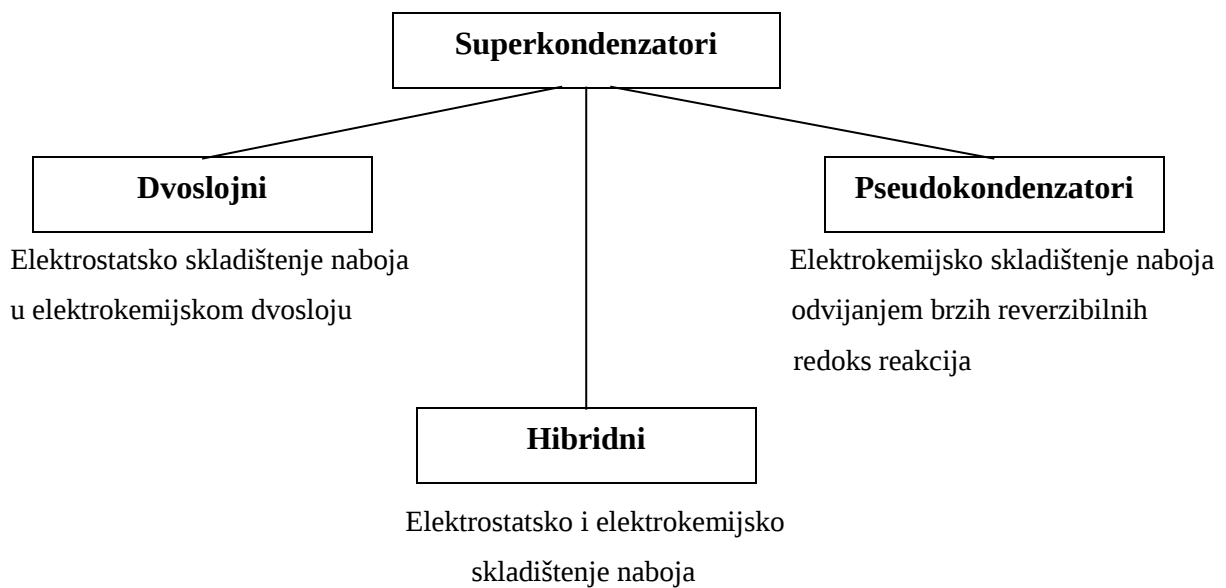 Superkondenzatori
Dvoslojni
Elektrostatsko skladištenje naboja
u elektrokemijskom dvosloju
Pseudokondenzatori
Elektrokemijsko skladištenje naboja
odvijanjem brzih reverzibilnih
redoks reakcija
Hibridni
Elektrostatsko i elektrokemijsko
skladištenje naboja